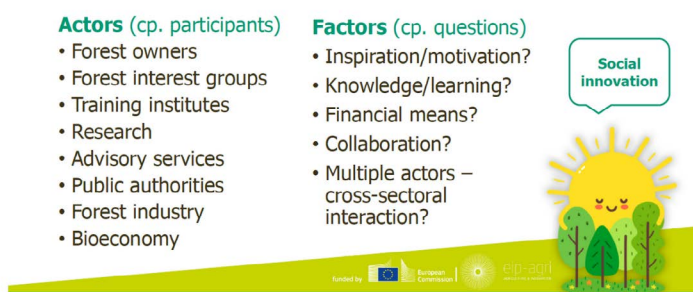 Actors (cp. participants)
• Forest owners
• Forest interest groups
• Training institutes
• Research
• Advisory services
• Public authorities
• Forest industry
• Bioeconomy
Factors (cp. questions)
• Inspiration/motivation?
• Knowledge/learning?
• Financial means?
• Collaboration?
• Multiple actors –
cross-sectoral
interaction?
Social
innovation
funded by
European
Commission
eip-agri